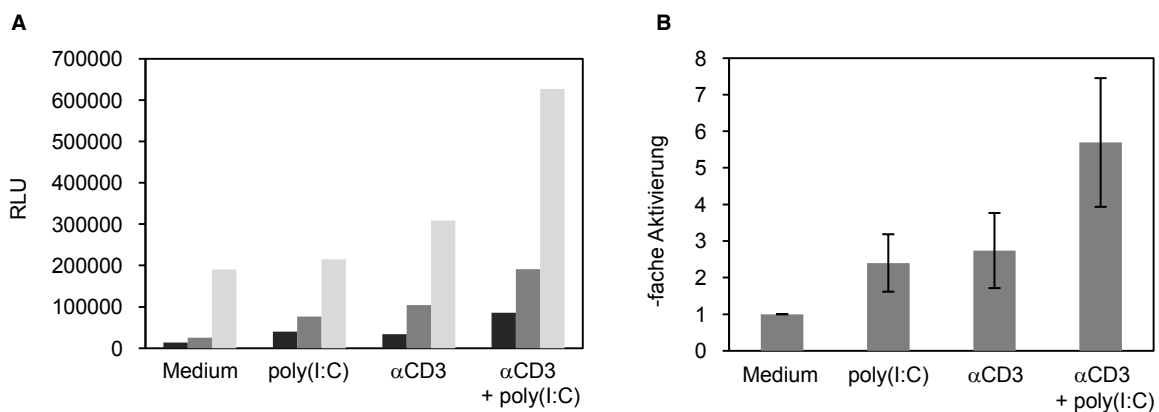 A
700000
600000
500000
400000
300000
200000
100000
0
RLU
Medium
poly(I:C)
αCD3
αCD3
+ poly(I:C)
B
8
7
6
5
4
3
2
1
0
-fache Aktivierung
Medium
poly(I:C)
αCD3
αCD3
+ poly(I:C)